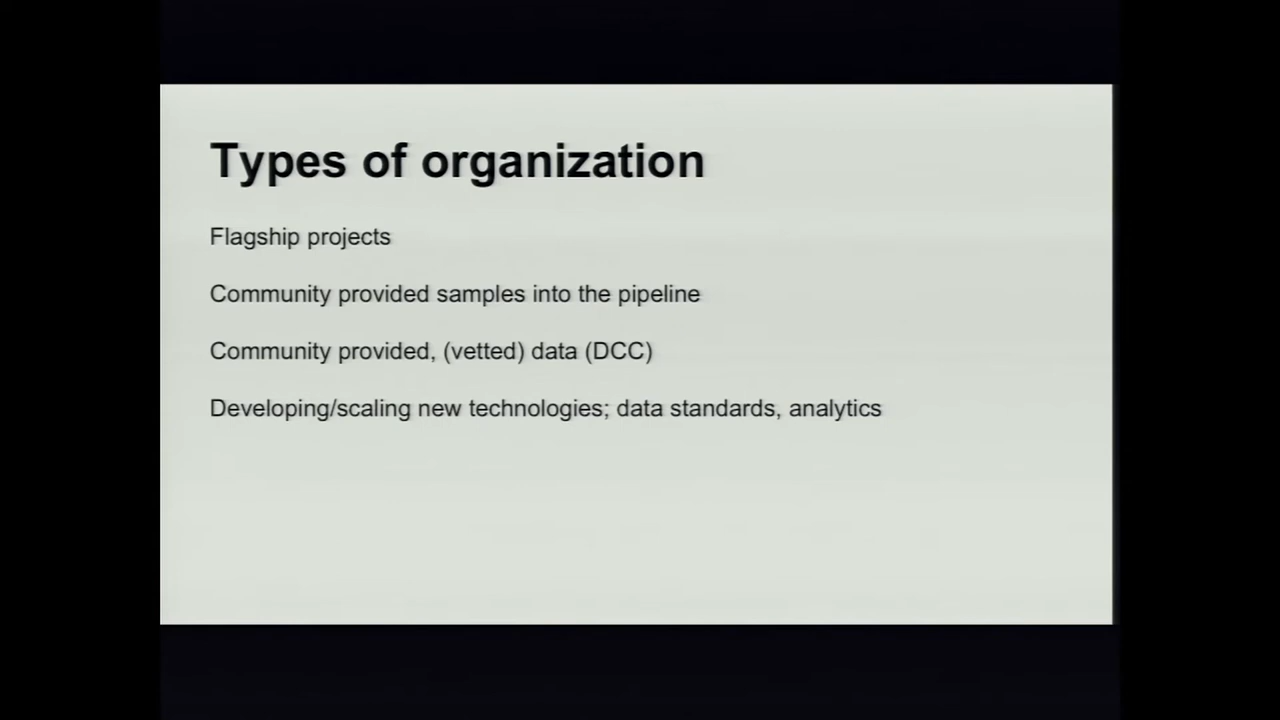 Types of organization
Flagship projects
Community provided samples into the pipeline
Community provided, (vetted) data (DCC)
Developing/scaling new technologies; data standards, analytics